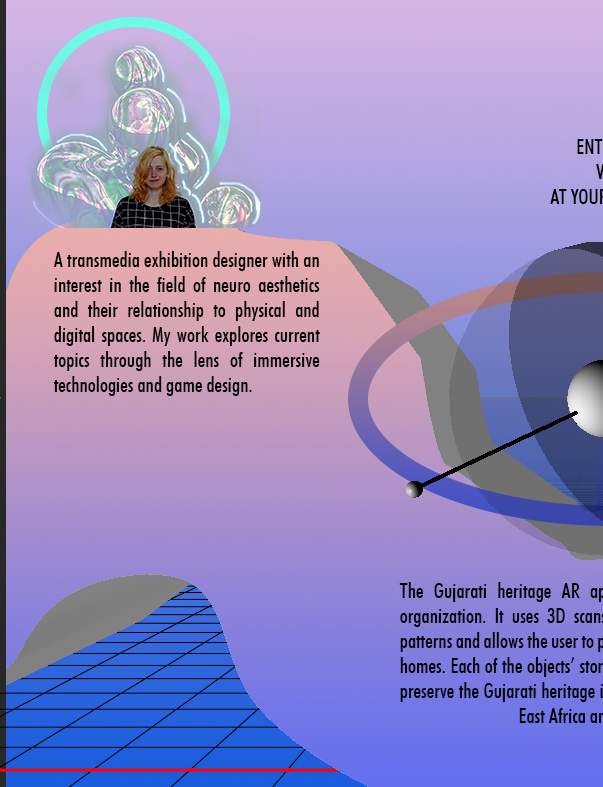 ENT
AT YOUR
A transmedia exhibition designer with an
interest in the field of neuro aesthetics
and their relationship to physical and
digital spaces. My work explores current
topics through the lens of immersive
technologies and game design.
The Gujarati heritage AR ap
organization. It uses 3D scans
patterns and allows the user to p
homes. Each of the objects’ stor
preserve the Gujarati heritage i
East Africa an